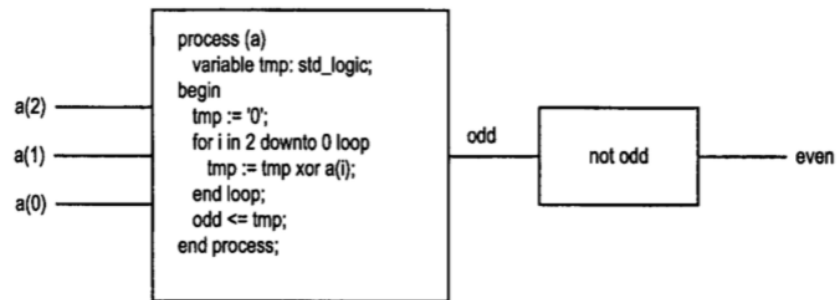 process (a)
variable tmp: std_logic;
begin
tmp := '0';
for i in 2 downto 0 loop
tmp := tmp xor a(i);
end loop;
odd <= tmp;
end process;
a(2)
a(1)
a(0)
odd
not odd
even